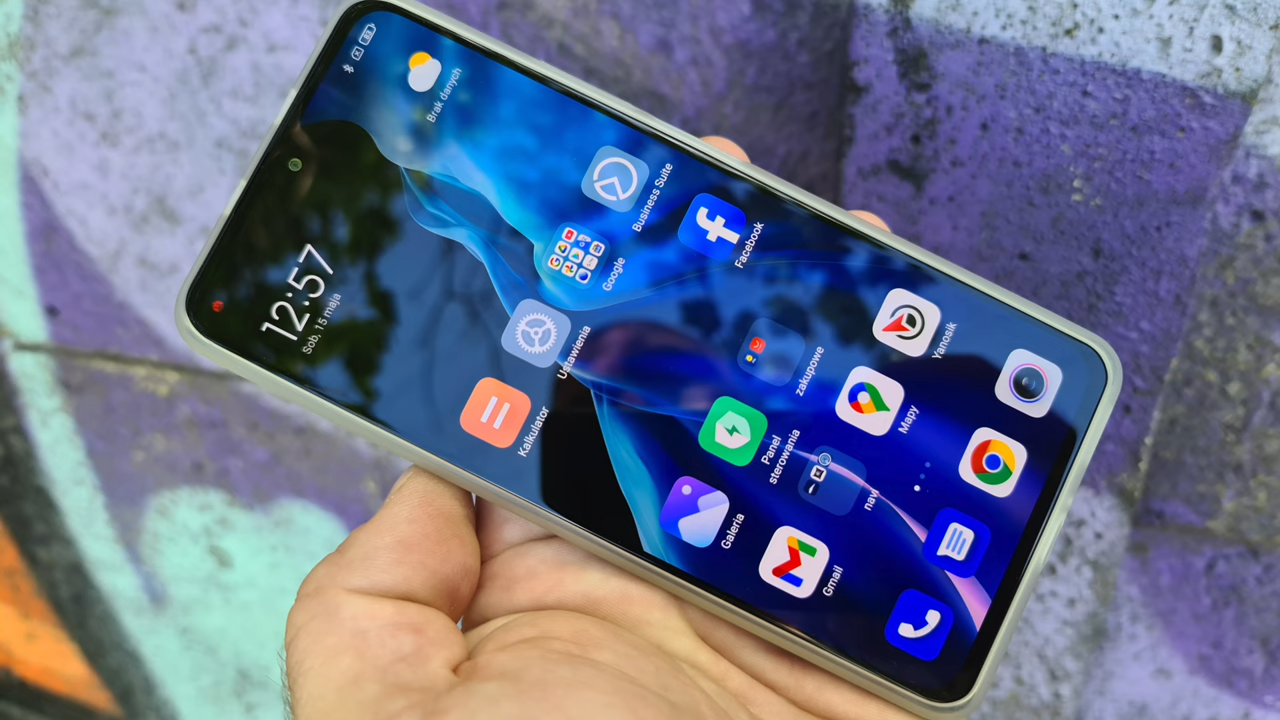 12:57
Sob., 15 maja
Brak danych
Kalkulator
Ustawienia
Google
Business Suite
Facebook
Galeria
Panel
sterowania
zakupowe
Gmail
navi
Mapy
Yanosik